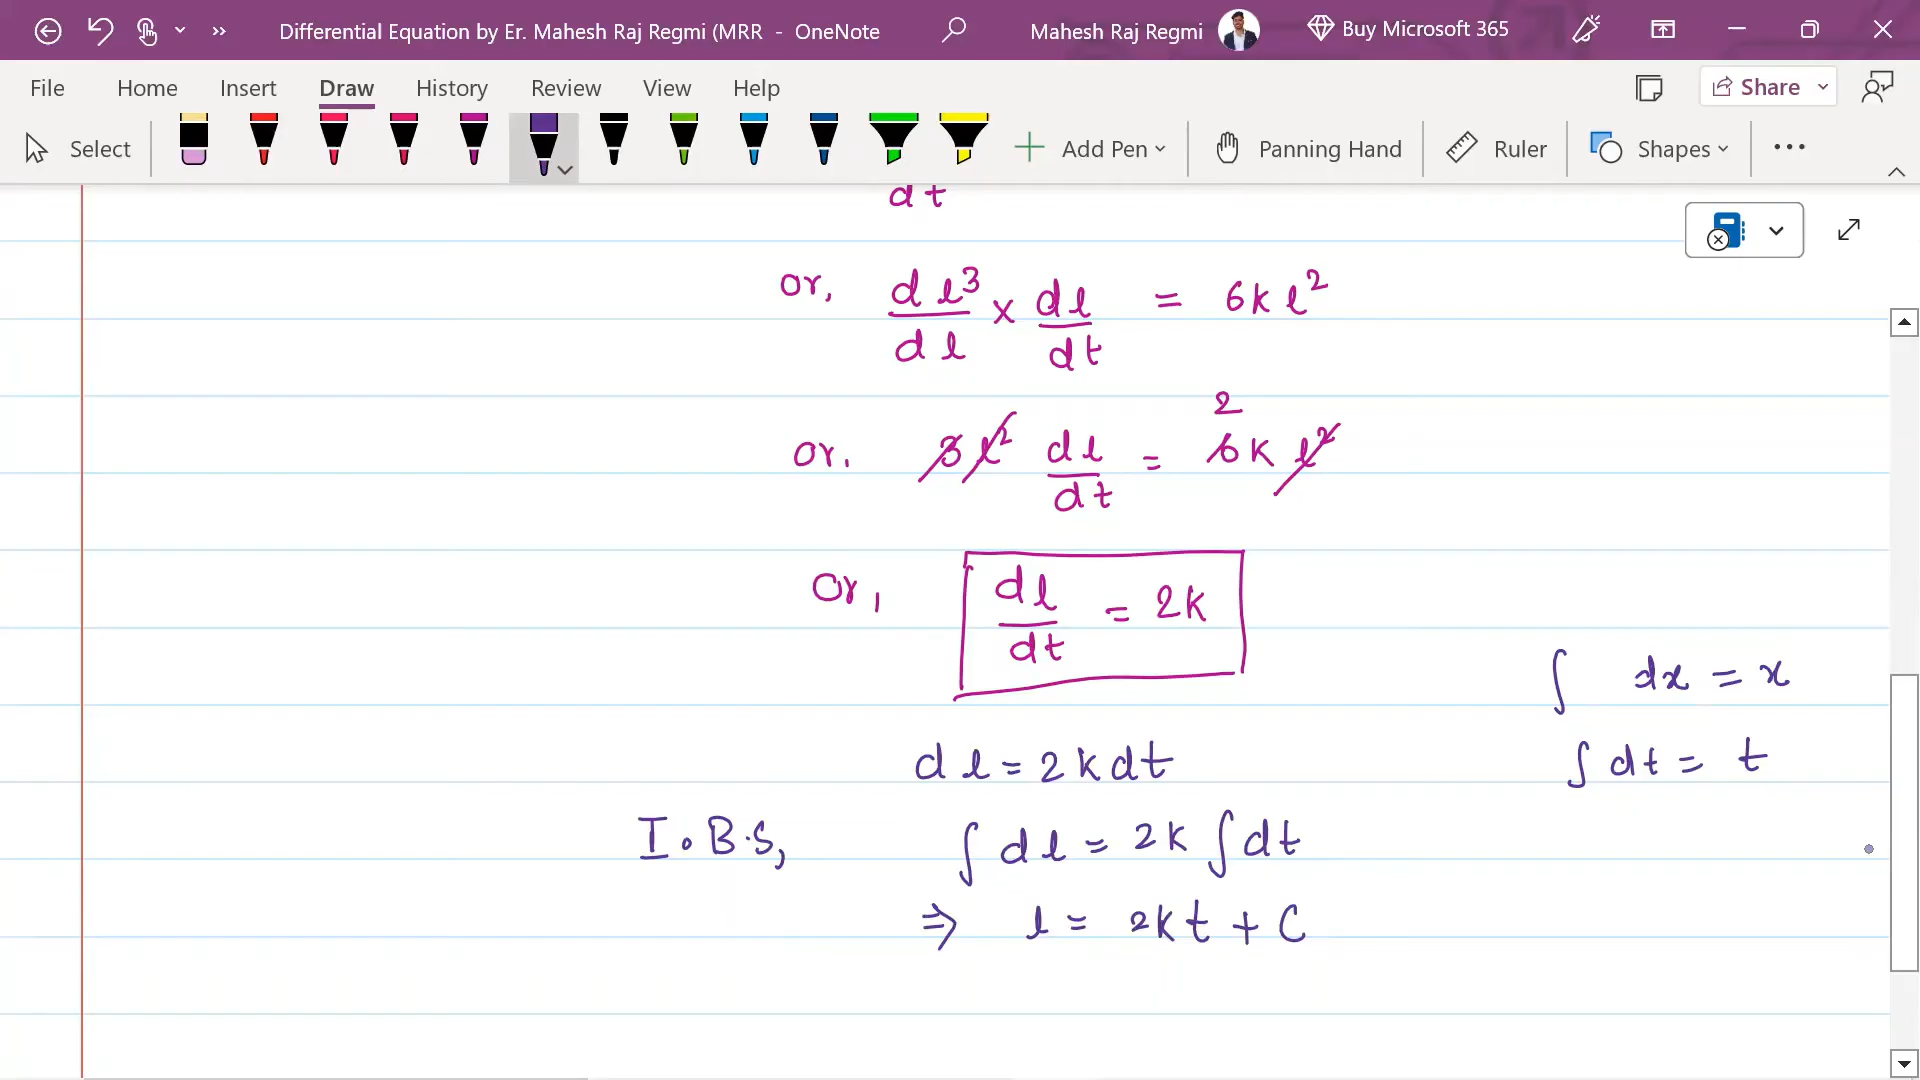 Differential Equation by Er. Mahesh Raj Regmi (MRR - OneNote
Mahesh Raj Regmi
Buy Microsoft 365
File Home Insert Draw History Review View Help
Share
Select
Add Pen
Panning Hand
Ruler
Shapes
dt
or, dl³/dl × dl/dt = 6kl²
2
or. 3l² dl/dt = 6kl²
Or, dl/dt = 2k
∫ dx = x
dl = 2kdt
∫ dt = t
I.B.S, ∫ dl = 2k ∫ dt
⇒ l = 2kt + C